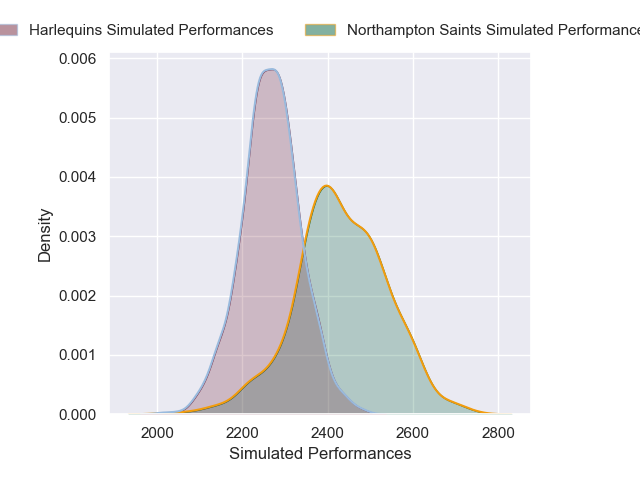 Harlequins Simulated Performances
Northampton Saints Simulated Performance
0.006
0.005
0.004
0.003
0.002
0.001
0.000
Density
2000 2200 2400 2600 2800
Simulated Performances